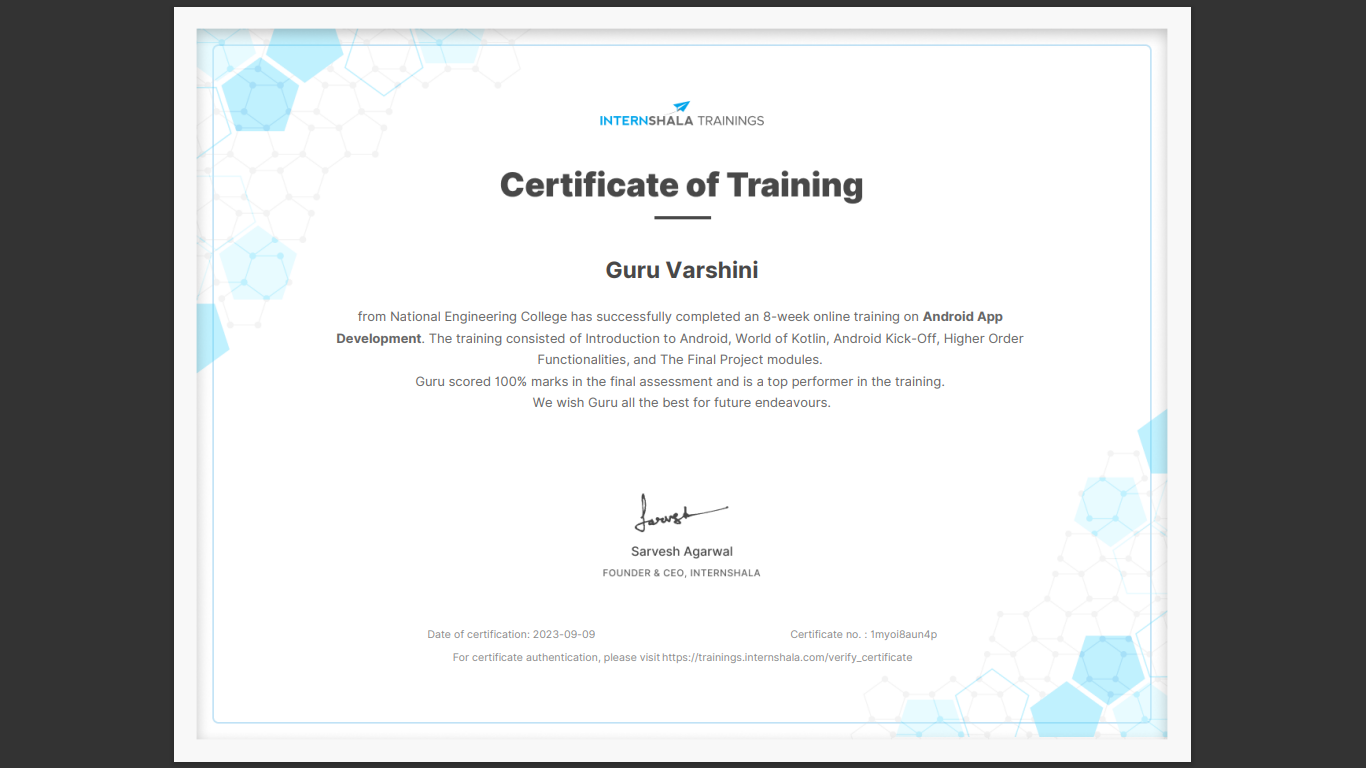 INTERNSHALA TRAININGS
Certificate of Training
Guru Varshini
from National Engineering College has successfully completed an 8-week online training on Android App
Development. The training consisted of Introduction to Android, World of Kotlin, Android Kick-Off, Higher Order
Functionalities, and The Final Project modules.
Guru scored 100% marks in the final assessment and is a top performer in the training.
We wish Guru all the best for future endeavours.
Sarvesh
Sarvesh Agarwal
FOUNDER & CEO, INTERNSHALA
Date of certification: 2023-09-09
Certificate no. : 1myoi8aun4p
For certificate authentication, please visit https://trainings.internshala.com/verify_certificate